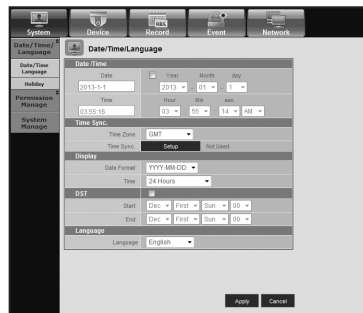 System Device Record Event Network
REC
Date/Time/
Language
Date/Time
Language
Holiday
Permission
Manage
System
Manage
Date/Time/Language
Date /Time
Date Year Month day
2013-1-1 2013 - 01 - 1
Time Hour Min sec
03:55:16 03 : 55 : 14 AM
Time Sync.
Time Zone GMT
Time Sync. Setup Not Used
Display
Date Format YYYY-MM-DD
Time 24 Hours
DST
Start Dec First Sun 00
End Dec First Sun 00
Language
Language English
Apply Cancel